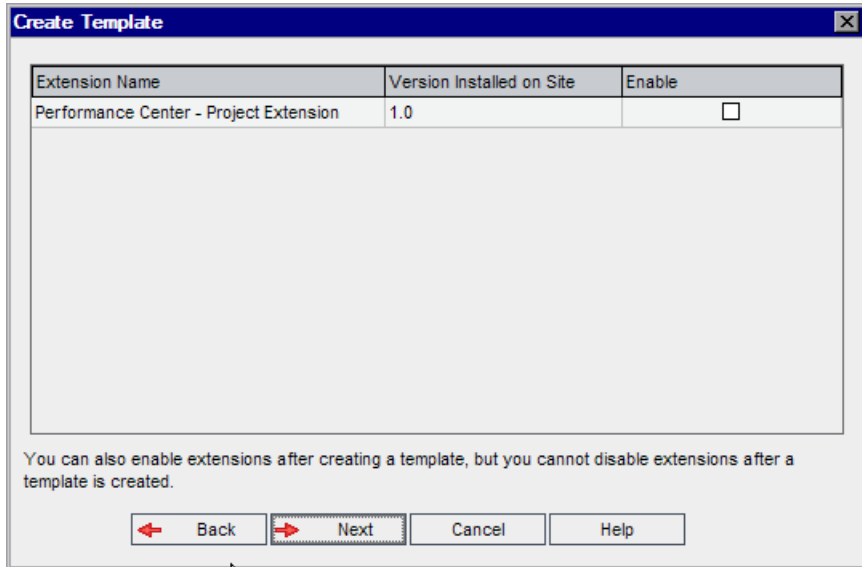 Create Template
Extension Name Version Installed on Site Enable
Performance Center - Project Extension 1.0
You can also enable extensions after creating a template, but you cannot disable extensions after a
template is created.
Back Next Cancel Help